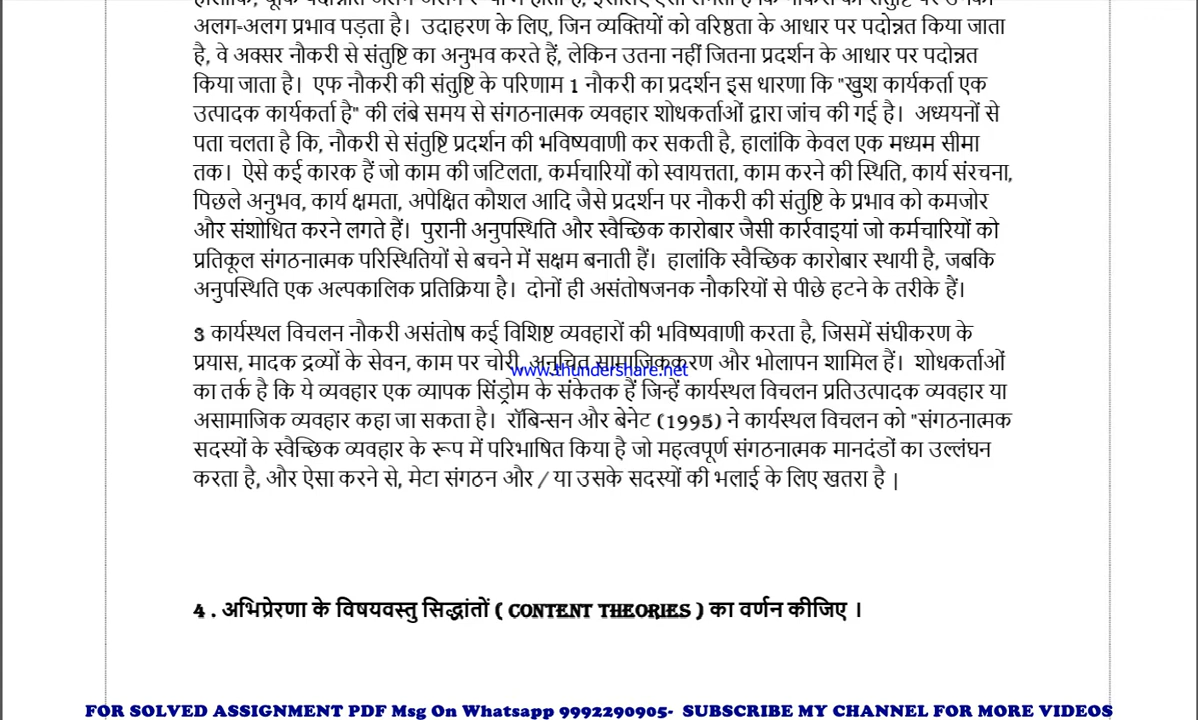 अलग-अलग प्रभाव पड़ता है। उदाहरण के लिए, जिन व्यक्तियों को वरिष्ठता के आधार पर पदोन्नत किया जाता
है, वे अक्सर नौकरी से संतुष्टि का अनुभव करते हैं, लेकिन उतना नहीं जितना प्रदर्शन के आधार पर पदोन्नत
किया जाता है। एफ नौकरी की संतुष्टि के परिणाम 1 नौकरी का प्रदर्शन इस धारणा कि "खुश कार्यकर्ता एक
उत्पादक कार्यकर्ता है" की लंबे समय से संगठनात्मक व्यवहार शोधकर्ताओं द्वारा जांच की गई है। अध्ययनों से
पता चलता है कि, नौकरी से संतुष्टि प्रदर्शन की भविष्यवाणी कर सकती है, हालांकि केवल एक मध्यम सीमा
तक। ऐसे कई कारक हैं जो काम की जटिलता, कर्मचारियों को स्वायत्तता, काम करने की स्थिति, कार्य संरचना,
पिछले अनुभव, कार्य क्षमता, अपेक्षित कौशल आदि जैसे प्रदर्शन पर नौकरी की संतुष्टि के प्रभाव को कमजोर
और संशोधित करने लगते हैं। पुरानी अनुपस्थिति और स्वैच्छिक कारोबार जैसी कार्रवाइयां जो कर्मचारियों को
प्रतिकूल संगठनात्मक परिस्थितियों से बचने में सक्षम बनाती हैं। हालांकि स्वैच्छिक कारोबार स्थायी है, जबकि
अनुपस्थिति एक अल्पकालिक प्रतिक्रिया है। दोनों ही असंतोषजनक नौकरियों से पीछे हटने के तरीके हैं।
3 कार्यस्थल विचलन नौकरी असंतोष कई विशिष्ट व्यवहारों की भविष्यवाणी करता है, जिसमें संघीकरण के
प्रयास, मादक द्रव्यों के सेवन, काम पर चोरी, अनुचित सामाजिककरण और भोलापन शामिल हैं। शोधकर्ताओं
www.thundershare.net
का तर्क है कि ये व्यवहार एक व्यापक सिंड्रोम के संकेतक हैं जिन्हें कार्यस्थल विचलन प्रतिउत्पादक व्यवहार या
असामाजिक व्यवहार कहा जा सकता है। रॉबिन्सन और बेनेट (1995) ने कार्यस्थल विचलन को "संगठनात्मक
सदस्यों के स्वैच्छिक व्यवहार के रूप में परिभाषित किया है जो महत्वपूर्ण संगठनात्मक मानदंडों का उल्लंघन
करता है, और ऐसा करने से, मेटा संगठन और / या उसके सदस्यों की भलाई के लिए खतरा है |
4 . अभिप्रेरणा के विषयवस्तु सिद्धांतों ( CONTENT THEORIES ) का वर्णन कीजिए ।
FOR SOLVED ASSIGNMENT PDF Msg On Whatsapp 9992290905- SUBSCRIBE MY CHANNEL FOR MORE VIDEOS